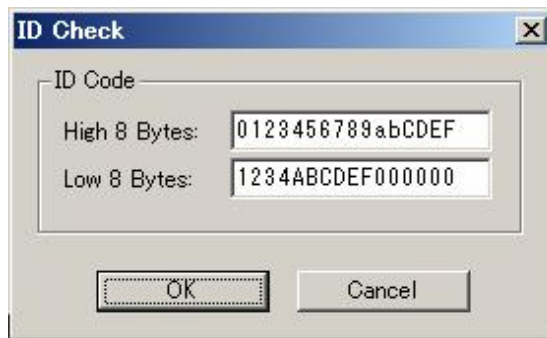 ID Check
ID Code
High 8 Bytes: 0123456789abCDEF
Low 8 Bytes: 1234ABCDEF000000
OK Cancel